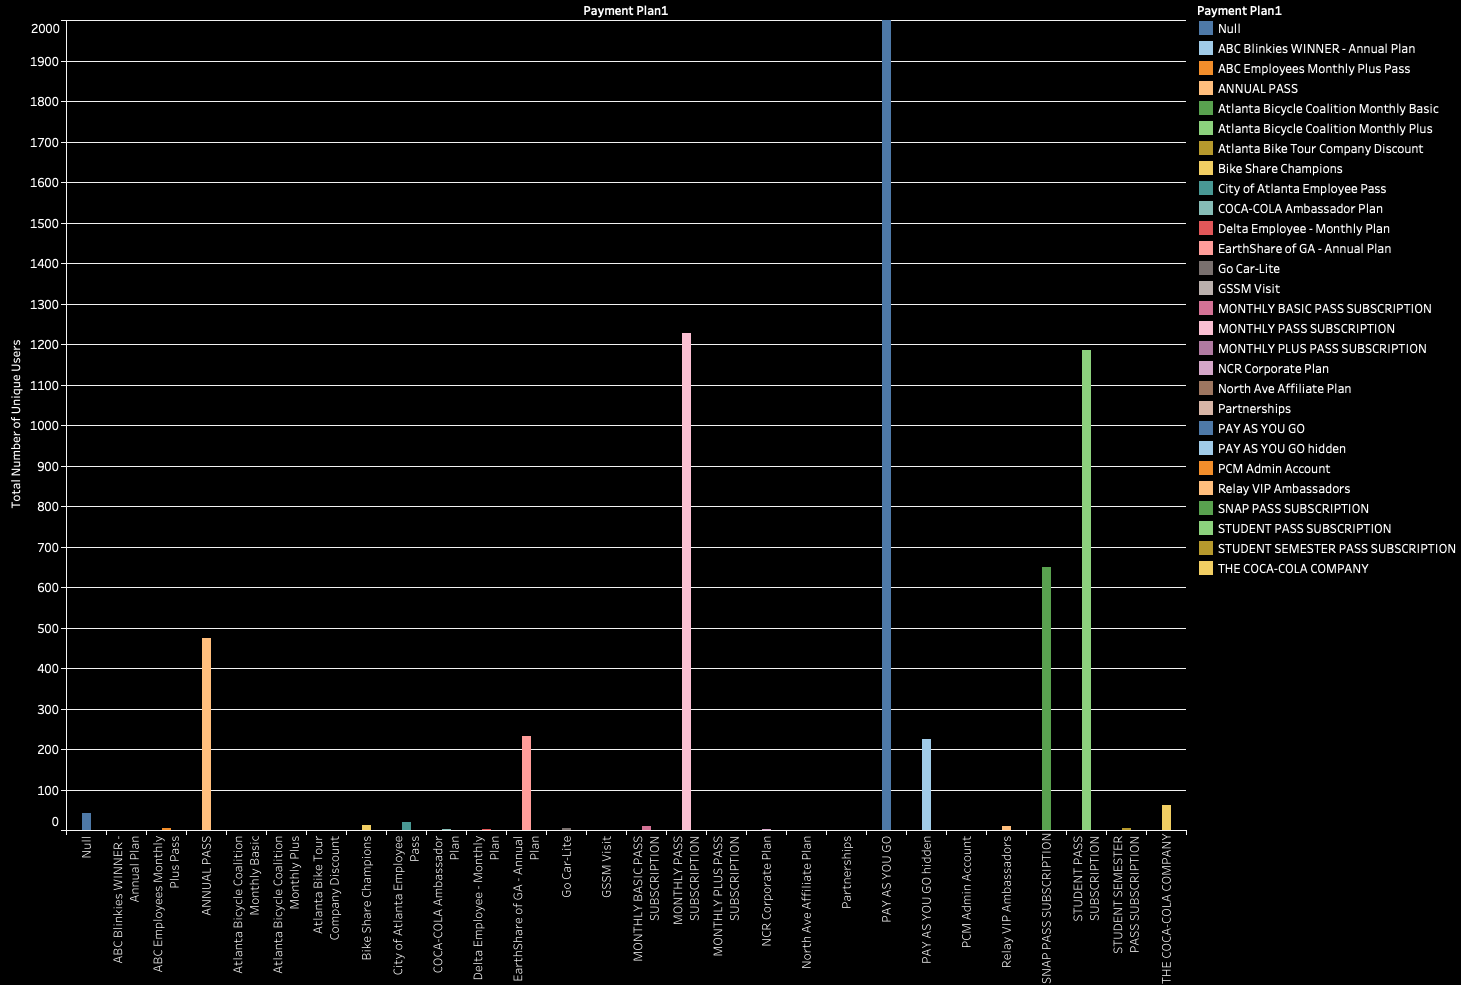 Payment Plan1
2000
1900
1800
1700
1600
1500
1400
1300
1200
1100
1000
900
800
700
600
500
400
300
200
100
0
Total Number of Unique Users
Null
ABC Blinkies WINNER -
Annual Plan
ABC Employees Monthly
Plus Pass
ANNUAL PASS
Atlanta Bicycle Coalition
Monthly Basic
Atlanta Bicycle Coalition
Monthly Plus
Atlanta Bike Tour
Company Discount
Bike Share Champions
City of Atlanta Employee
Pass
COCA-COLA Ambassador
Plan
Delta Employee - Monthly
Plan
EarthShare of GA - Annual
Plan
Go Car-Lite
GSSM Visit
MONTHLY BASIC PASS
SUBSCRIPTION
MONTHLY PASS
SUBSCRIPTION
MONTHLY PLUS PASS
SUBSCRIPTION
NCR Corporate Plan
North Ave Affiliate Plan
Partnerships
PAY AS YOU GO
PAY AS YOU GO hidden
PCM Admin Account
Relay VIP Ambassadors
SNAP PASS SUBSCRIPTION
STUDENT PASS
SUBSCRIPTION
STUDENT SEMESTER
PASS SUBSCRIPTION
THE COCA-COLA COMPANY
Payment Plan1
Null
ABC Blinkies WINNER - Annual Plan
ABC Employees Monthly Plus Pass
ANNUAL PASS
Atlanta Bicycle Coalition Monthly Basic
Atlanta Bicycle Coalition Monthly Plus
Atlanta Bike Tour Company Discount
Bike Share Champions
City of Atlanta Employee Pass
COCA-COLA Ambassador Plan
Delta Employee - Monthly Plan
EarthShare of GA - Annual Plan
Go Car-Lite
GSSM Visit
MONTHLY BASIC PASS SUBSCRIPTION
MONTHLY PASS SUBSCRIPTION
MONTHLY PLUS PASS SUBSCRIPTION
NCR Corporate Plan
North Ave Affiliate Plan
Partnerships
PAY AS YOU GO
PAY AS YOU GO hidden
PCM Admin Account
Relay VIP Ambassadors
SNAP PASS SUBSCRIPTION
STUDENT PASS SUBSCRIPTION
STUDENT SEMESTER PASS SUBSCRIPTION
THE COCA-COLA COMPANY